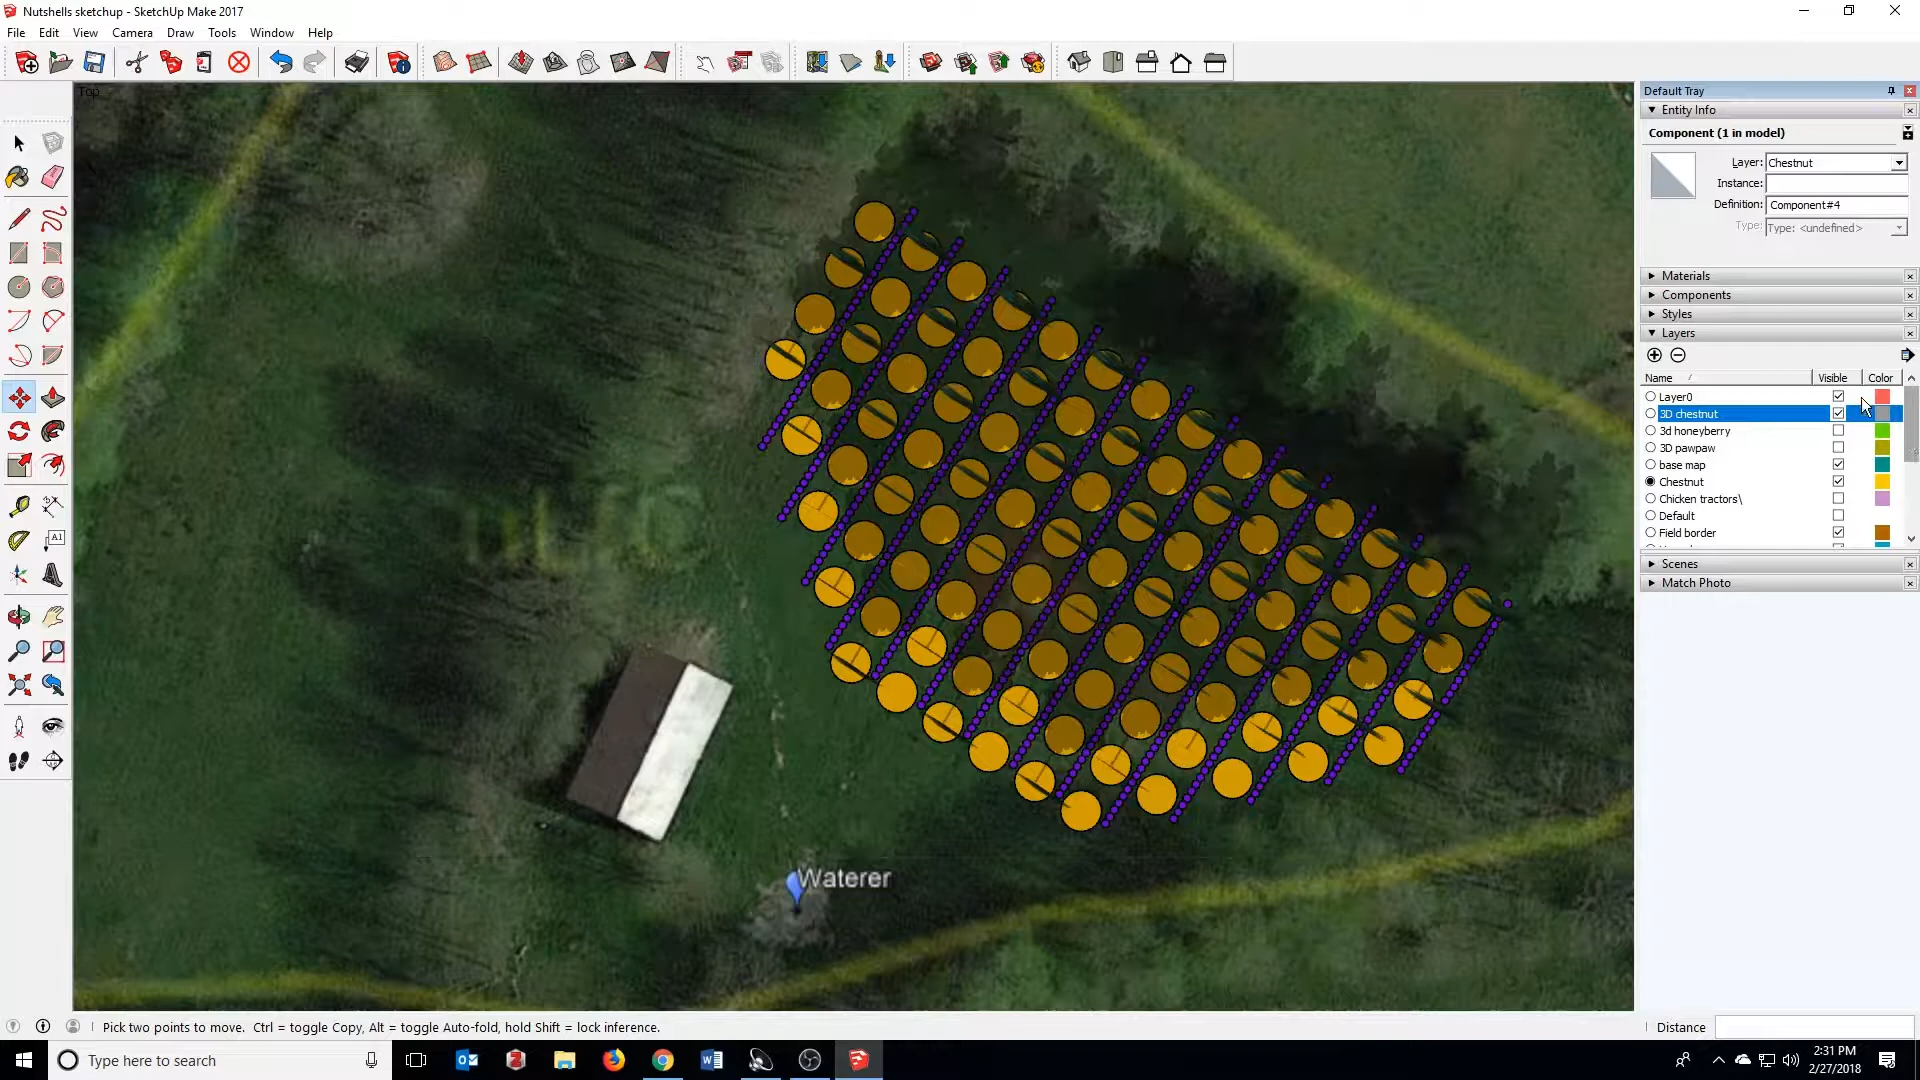 Nutshells sketchup - SketchUp Make 2017
File Edit View Camera Draw Tools Window Help
Top
Default Tray
Entity Info
Component (1 in model)
Layer: Chestnut
Instance:
Definition: Component#4
Type: Type: <undefined>
Materials
Components
Styles
Layers
Name Visible Color
Layer0
3D chestnut
3d honeyberry
3D pawpaw
base map
Chestnut
Chicken tractors\
Default
Field border
Scenes
Match Photo
A1
Waterer
Pick two points to move. Ctrl = toggle Copy, Alt = toggle Auto-fold, hold Shift = lock inference.
Distance
Type here to search
2:31 PM
2/27/2018